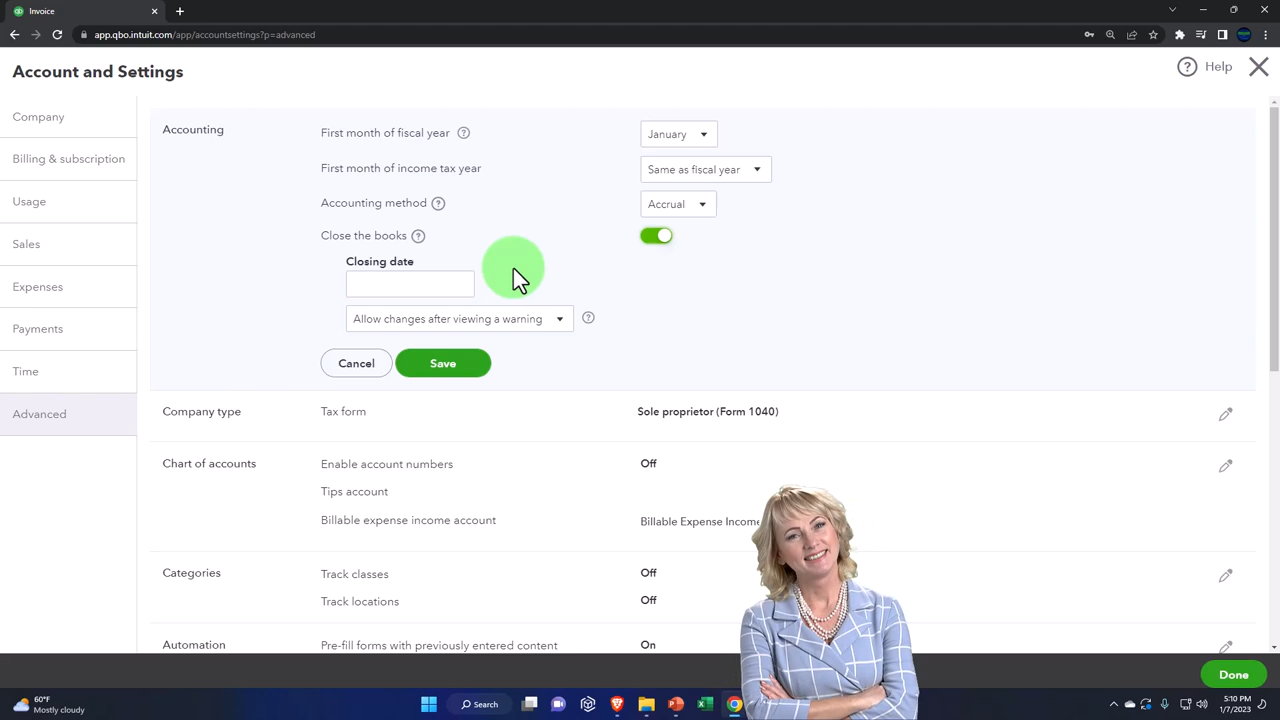 Invoice
app.qbo.intuit.com/app/accountsettings?p=advanced
Account and Settings
? Help
Company
Billing & subscription
Usage
Sales
Expenses
Payments
Time
Advanced
Accounting
First month of fiscal year ? January
First month of income tax year Same as fiscal year
Accounting method ? Accrual
Close the books ?
Closing date
Allow changes after viewing a warning ?
Cancel Save
Company type Tax form Sole proprietor (Form 1040)
Chart of accounts Enable account numbers Off
Tips account
Billable expense income account Billable Expense Income
Categories Track classes Off
Track locations Off
Automation Pre-fill forms with previously entered content On
Done
60°F
Mostly cloudy
Search
5:10 PM
1/7/2023